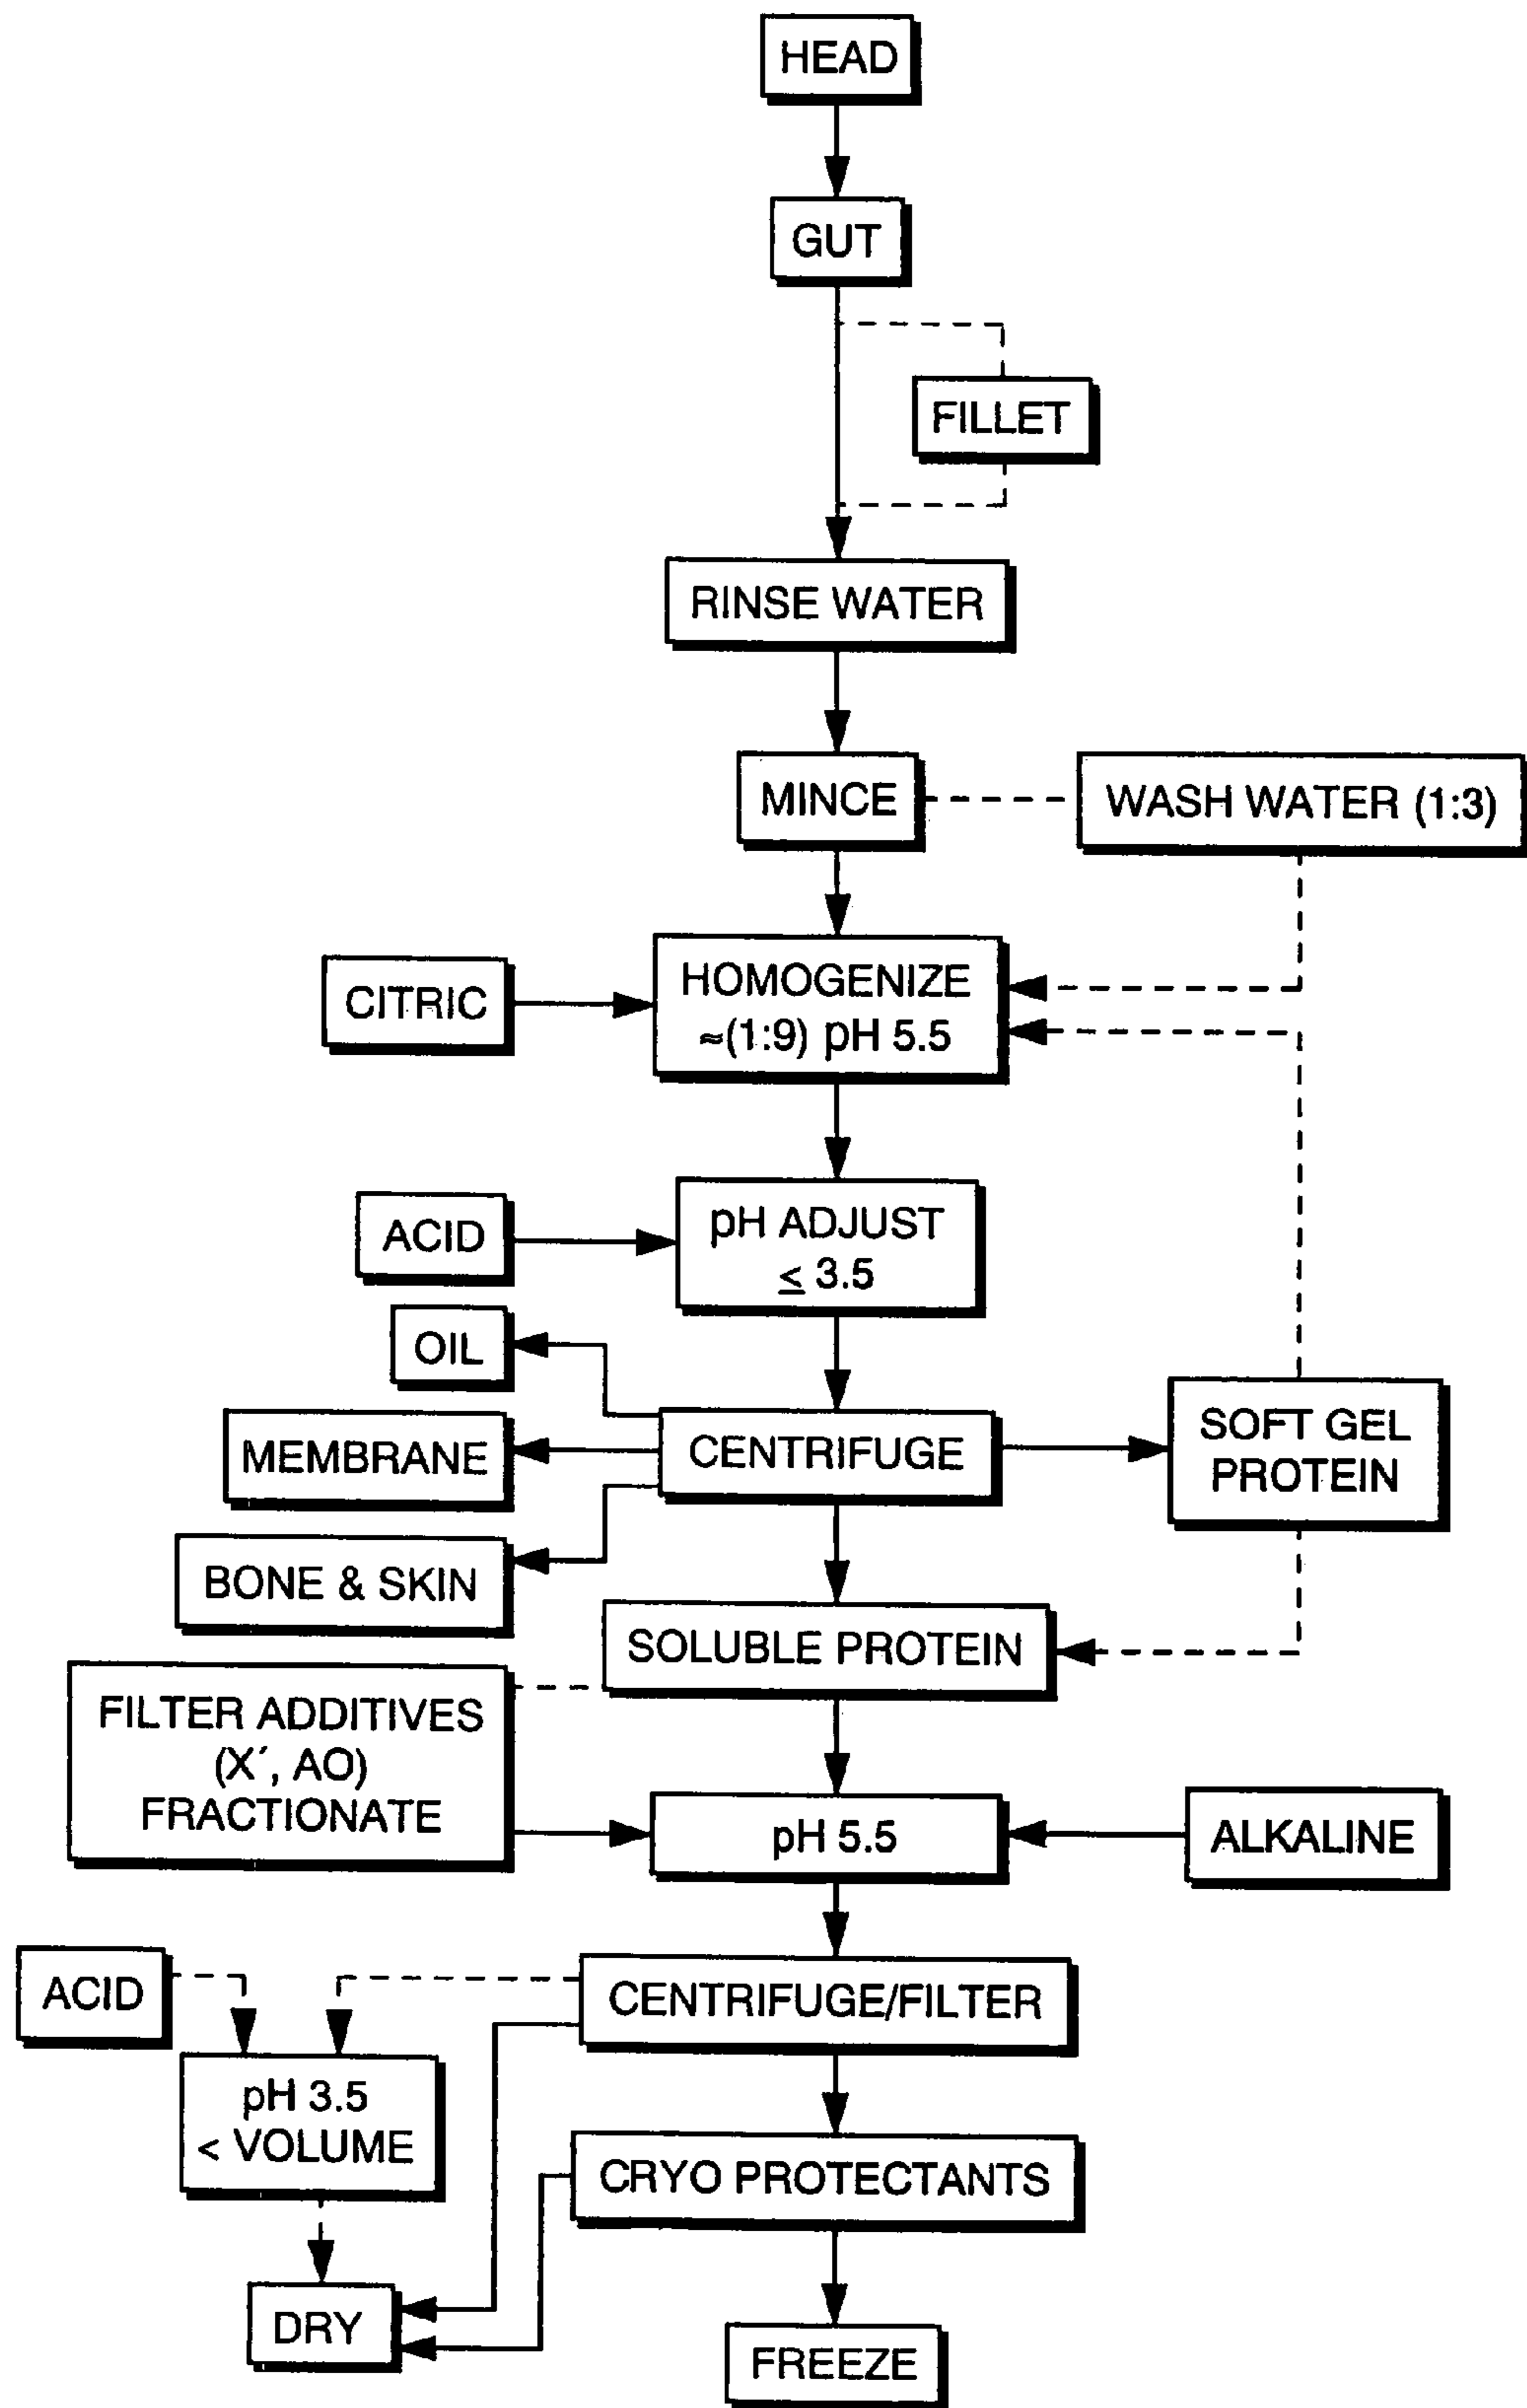 HEAD
GUT
FILLET
RINSE WATER
MINCE
WASH WATER (1:3)
CITRIC
HOMOGENIZE
≈(1:9) pH 5.5
ACID
pH ADJUST
≤ 3.5
OIL
MEMBRANE
CENTRIFUGE
SOFT GEL
PROTEIN
BONE & SKIN
SOLUBLE PROTEIN
FILTER ADDITIVES
(X´, AO)
FRACTIONATE
pH 5.5
ALKALINE
ACID
CENTRIFUGE/FILTER
pH 3.5
< VOLUME
CRYO PROTECTANTS
DRY
FREEZE